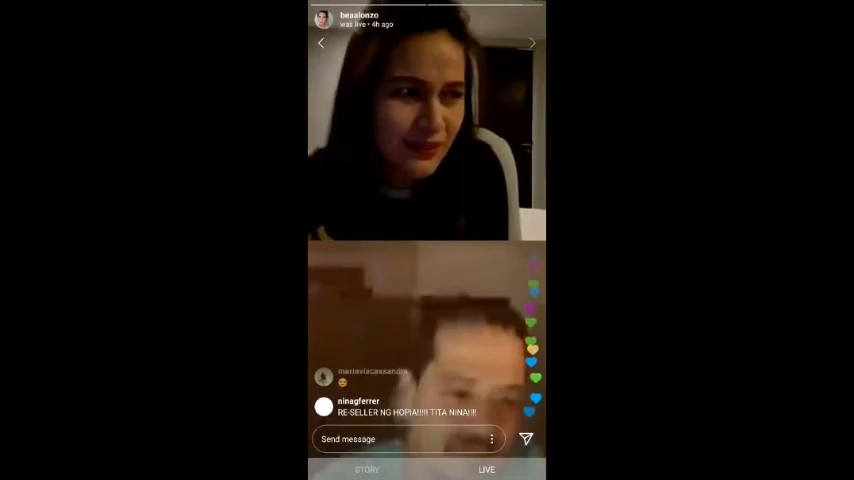 beaalonzo
was live • 4h ago
mariaviacassandra
ninagferrer
RE-SELLER NG HOPIA!!!!! TITA NINA!!!!
Send message
STORY
LIVE